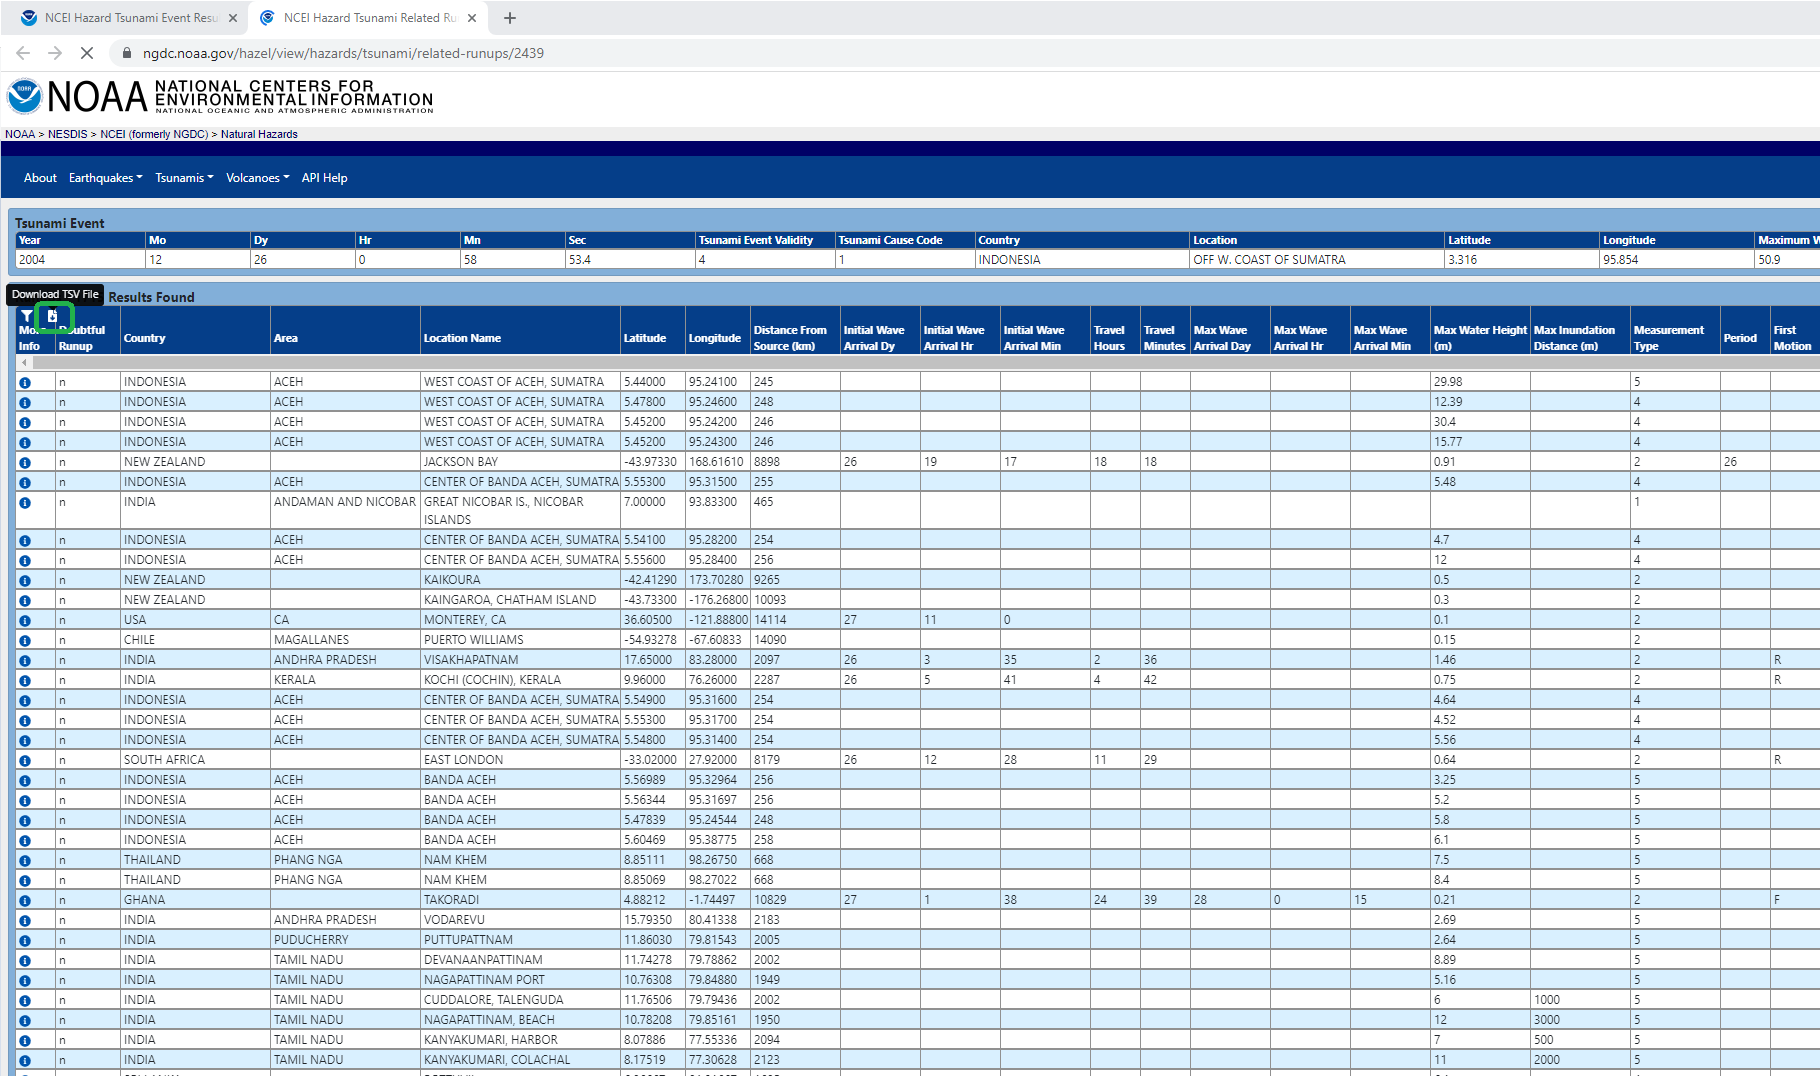 NCEI Hazard Tsunami Event Resu
NCEI Hazard Tsunami Related Ru
ngdc.noaa.gov/hazel/view/hazards/tsunami/related-runups/2439
NOAA NATIONAL CENTERS FOR
ENVIRONMENTAL INFORMATION
NATIONAL OCEANIC AND ATMOSPHERIC ADMINISTRATION
NOAA > NESDIS > NCEI (formerly NGDC) > Natural Hazards
About Earthquakes Tsunamis Volcanoes API Help
Tsunami Event
Year Mo Dy Hr Mn Sec Tsunami Event Validity Tsunami Cause Code Country Location Latitude Longitude Maximum W
2004 12 26 0 58 53.4 4 1 INDONESIA OFF W. COAST OF SUMATRA 3.316 95.854 50.9
Download TSV File Results Found
More Info Doubtful Runup Country Area Location Name Latitude Longitude Distance From Source (km) Initial Wave Arrival Dy Initial Wave Arrival Hr Initial Wave Arrival Min Travel Hours Travel Minutes Max Wave Arrival Day Max Wave Arrival Hr Max Wave Arrival Min Max Water Height (m) Max Inundation Distance (m) Measurement Type Period First Motion
n INDONESIA ACEH WEST COAST OF ACEH, SUMATRA 5.44000 95.24100 245 29.98 5
n INDONESIA ACEH WEST COAST OF ACEH, SUMATRA 5.47800 95.24600 248 12.39 4
n INDONESIA ACEH WEST COAST OF ACEH, SUMATRA 5.45200 95.24200 246 30.4 4
n INDONESIA ACEH WEST COAST OF ACEH, SUMATRA 5.45200 95.24300 246 15.77 4
n NEW ZEALAND JACKSON BAY -43.97330 168.61610 8898 26 19 17 18 18 0.91 2 26
n INDONESIA ACEH CENTER OF BANDA ACEH, SUMATRA 5.55300 95.31500 255 5.48 4
n INDIA ANDAMAN AND NICOBAR GREAT NICOBAR IS., NICOBAR ISLANDS 7.00000 93.83300 465 1
n INDONESIA ACEH CENTER OF BANDA ACEH, SUMATRA 5.54100 95.28200 254 4.7 4
n INDONESIA ACEH CENTER OF BANDA ACEH, SUMATRA 5.55600 95.28400 256 12 4
n NEW ZEALAND KAIKOURA -42.41290 173.70280 9265 0.5 2
n NEW ZEALAND KAINGAROA, CHATHAM ISLAND -43.73300 -176.26800 10093 0.3 2
n USA CA MONTEREY, CA 36.60500 -121.88800 14114 27 11 0 0.1 2
n CHILE MAGALLANES PUERTO WILLIAMS -54.93278 -67.60833 14090 0.15 2
n INDIA ANDHRA PRADESH VISAKHAPATNAM 17.65000 83.28000 2097 26 3 35 2 36 1.46 2 R
n INDIA KERALA KOCHI (COCHIN), KERALA 9.96000 76.26000 2287 26 5 41 4 42 0.75 2 R
n INDONESIA ACEH CENTER OF BANDA ACEH, SUMATRA 5.54900 95.31600 254 4.64 4
n INDONESIA ACEH CENTER OF BANDA ACEH, SUMATRA 5.55300 95.31700 254 4.52 4
n INDONESIA ACEH CENTER OF BANDA ACEH, SUMATRA 5.54800 95.31400 254 5.56 4
n SOUTH AFRICA EAST LONDON -33.02000 27.92000 8179 26 12 28 11 29 0.64 2 R
n INDONESIA ACEH BANDA ACEH 5.56989 95.32964 256 3.25 5
n INDONESIA ACEH BANDA ACEH 5.56344 95.31697 256 5.2 5
n INDONESIA ACEH BANDA ACEH 5.47839 95.24544 248 5.8 5
n INDONESIA ACEH BANDA ACEH 5.60469 95.38775 258 6.1 5
n THAILAND PHANG NGA NAM KHEM 8.85111 98.26750 668 7.5 5
n THAILAND PHANG NGA NAM KHEM 8.85069 98.27022 668 8.4 5
n GHANA TAKORADI 4.88212 -1.74497 10829 27 1 38 24 39 28 0 15 0.21 2 F
n INDIA ANDHRA PRADESH VODAREVU 15.79350 80.41338 2183 2.69 5
n INDIA PUDUCHERRY PUTTUPATTNAM 11.86030 79.81543 2005 2.64 5
n INDIA TAMIL NADU DEVANAANPATTINAM 11.74278 79.78862 2002 8.89 5
n INDIA TAMIL NADU NAGAPATTINAM PORT 10.76308 79.84880 1949 5.16 5
n INDIA TAMIL NADU CUDDALORE, TALENGUDA 11.76506 79.79436 2002 6 1000 5
n INDIA TAMIL NADU NAGAPATTINAM, BEACH 10.78208 79.85161 1950 12 3000 5
n INDIA TAMIL NADU KANYAKUMARI, HARBOR 8.07886 77.55336 2094 7 500 5
n INDIA TAMIL NADU KANYAKUMARI, COLACHAL 8.17519 77.30628 2123 11 2000 5